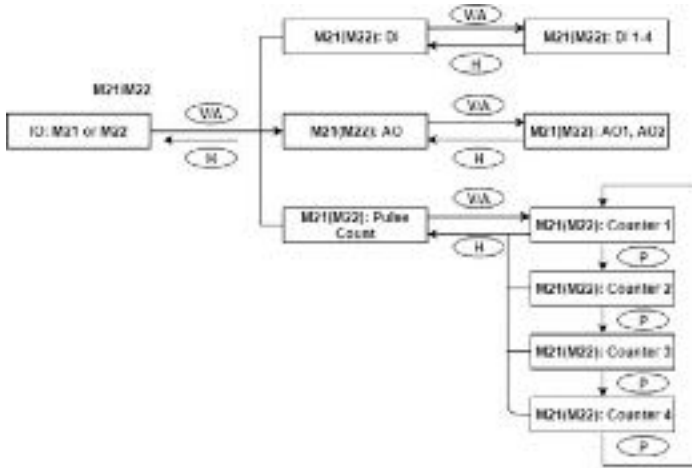 V/A
M21(M22): DI
M21(M22): DI 1-4
H
M21/M22
V/A
V/A
IO: M21 or M22
M21(M22): AO
M21(M22): AO1, AO2
H
H
V/A
M21(M22): Pulse
Count
M21(M22): Counter 1
H
P
M21(M22): Counter 2
P
M21(M22): Counter 3
P
M21(M22): Counter 4
P